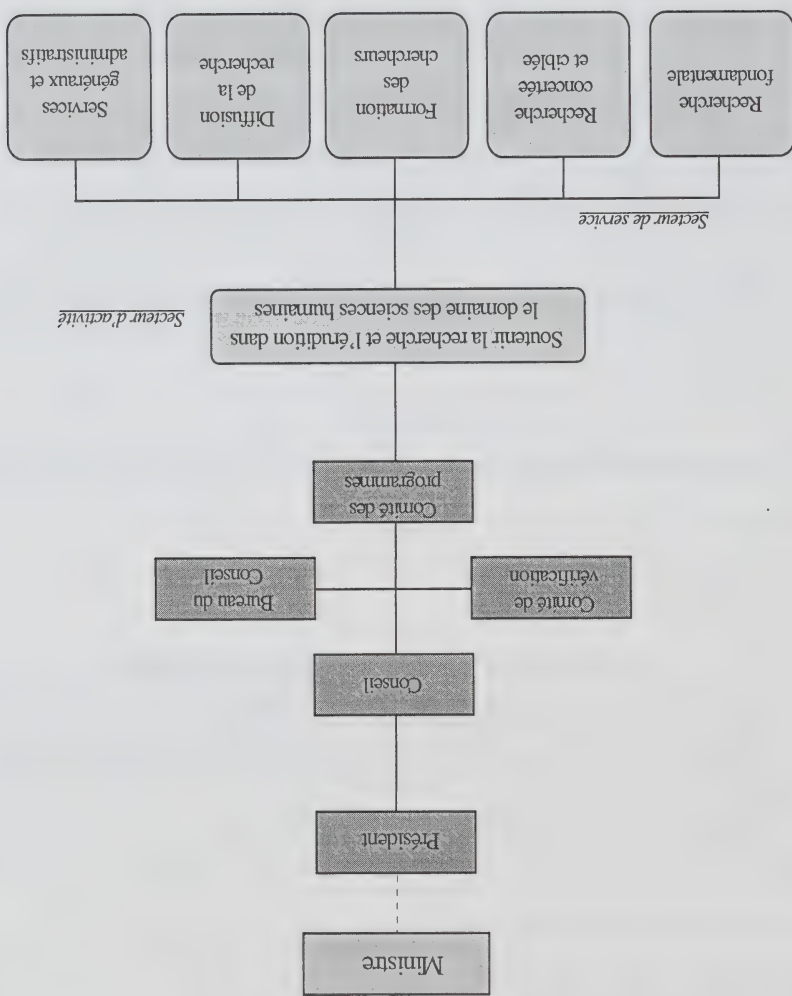 Ministre
Président
Conseil
Comité de
vérification
Bureau du
Conseil
Comité des
programmes
Soutenir la recherche et l'érudition dans
le domaine des sciences humaines
Secteur d'activité
Secteur de service
Recherche
fondamentale
Recherche
concertée
et ciblée
Formation
des
chercheurs
Diffusion
de la
recherche
Services
généraux et
administratifs